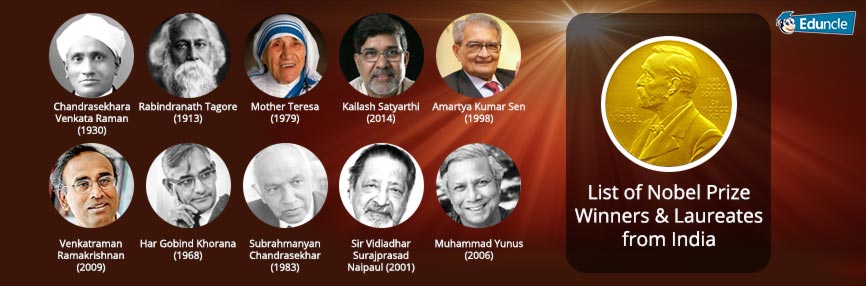 Eduncle
Chandrasekhara
Venkata Raman
(1930)
Rabindranath Tagore
(1913)
Mother Teresa
(1979)
Kailash Satyarthi
(2014)
Amartya Kumar Sen
(1998)
Venkatraman
Ramakrishnan
(2009)
Har Gobind Khorana
(1968)
Subrahmanyan
Chandrasekhar
(1983)
Sir Vidiadhar
Surajprasad
Naipaul (2001)
Muhammad Yunus
(2006)
List of Nobel Prize
Winners & Laureates
from India